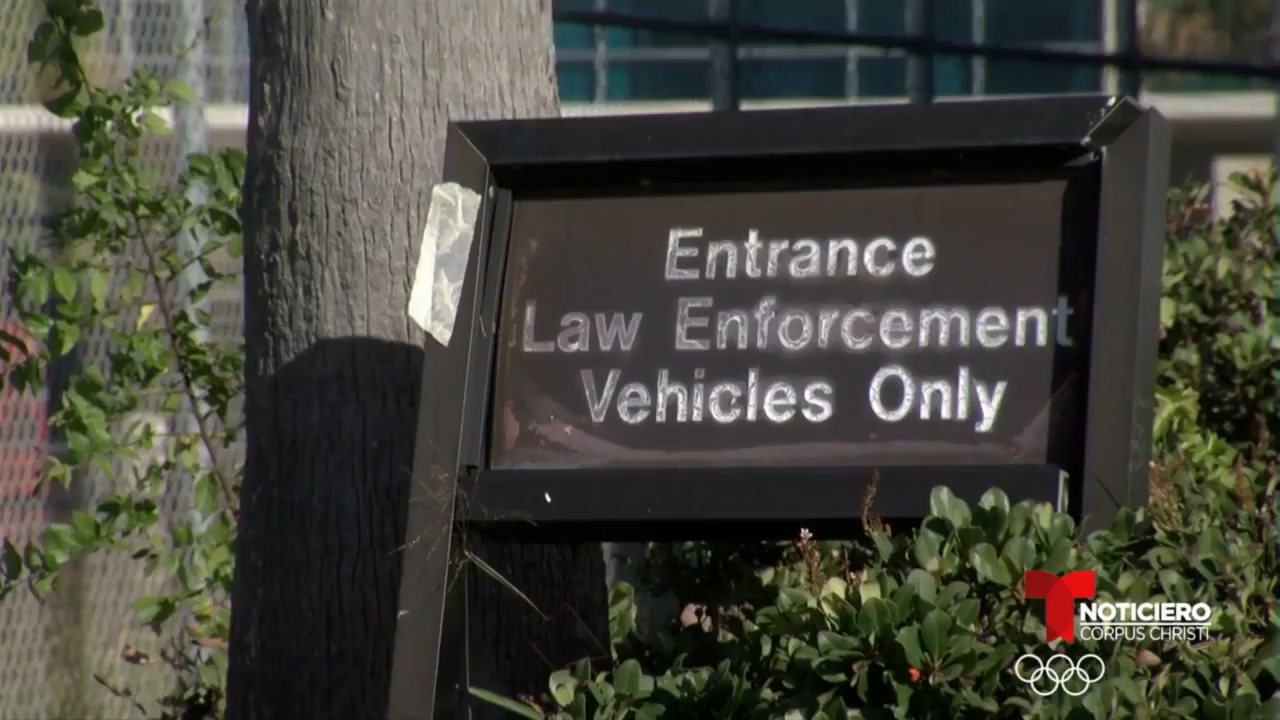 Entrance
Law Enforcement
Vehicles Only
NOTICIERO
CORPUS CHRISTI